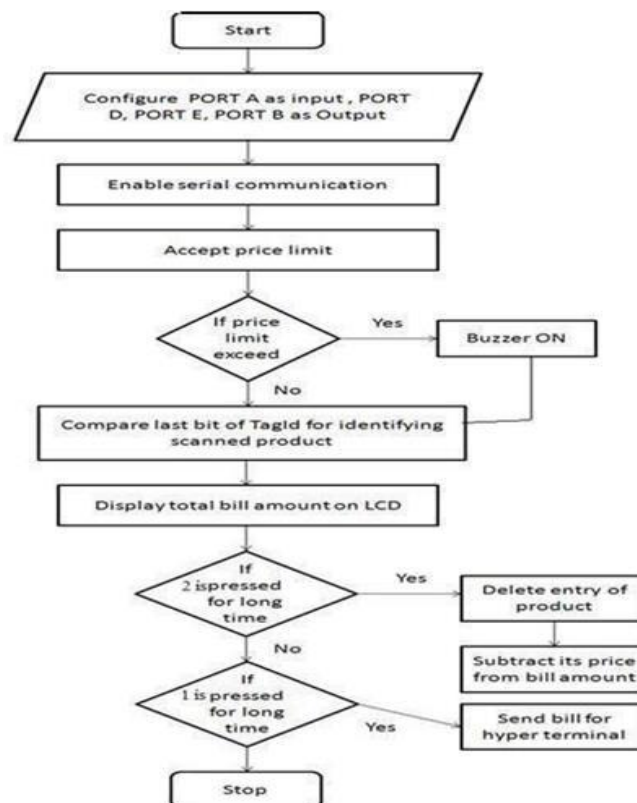 Start
Configure PORT A as input , PORT
D, PORT E, PORT B as Output
Enable serial communication
Accept price limit
If price
limit
exceed
Yes
Buzzer ON
No
Compare last bit of TagId for identifying
scanned product
Display total bill amount on LCD
If
2 is pressed
for long
time
Yes
Delete entry of
product
No
Subtract its price
from bill amount
If
1 is pressed
for long
time
Yes
Send bill for
hyper terminal
Stop